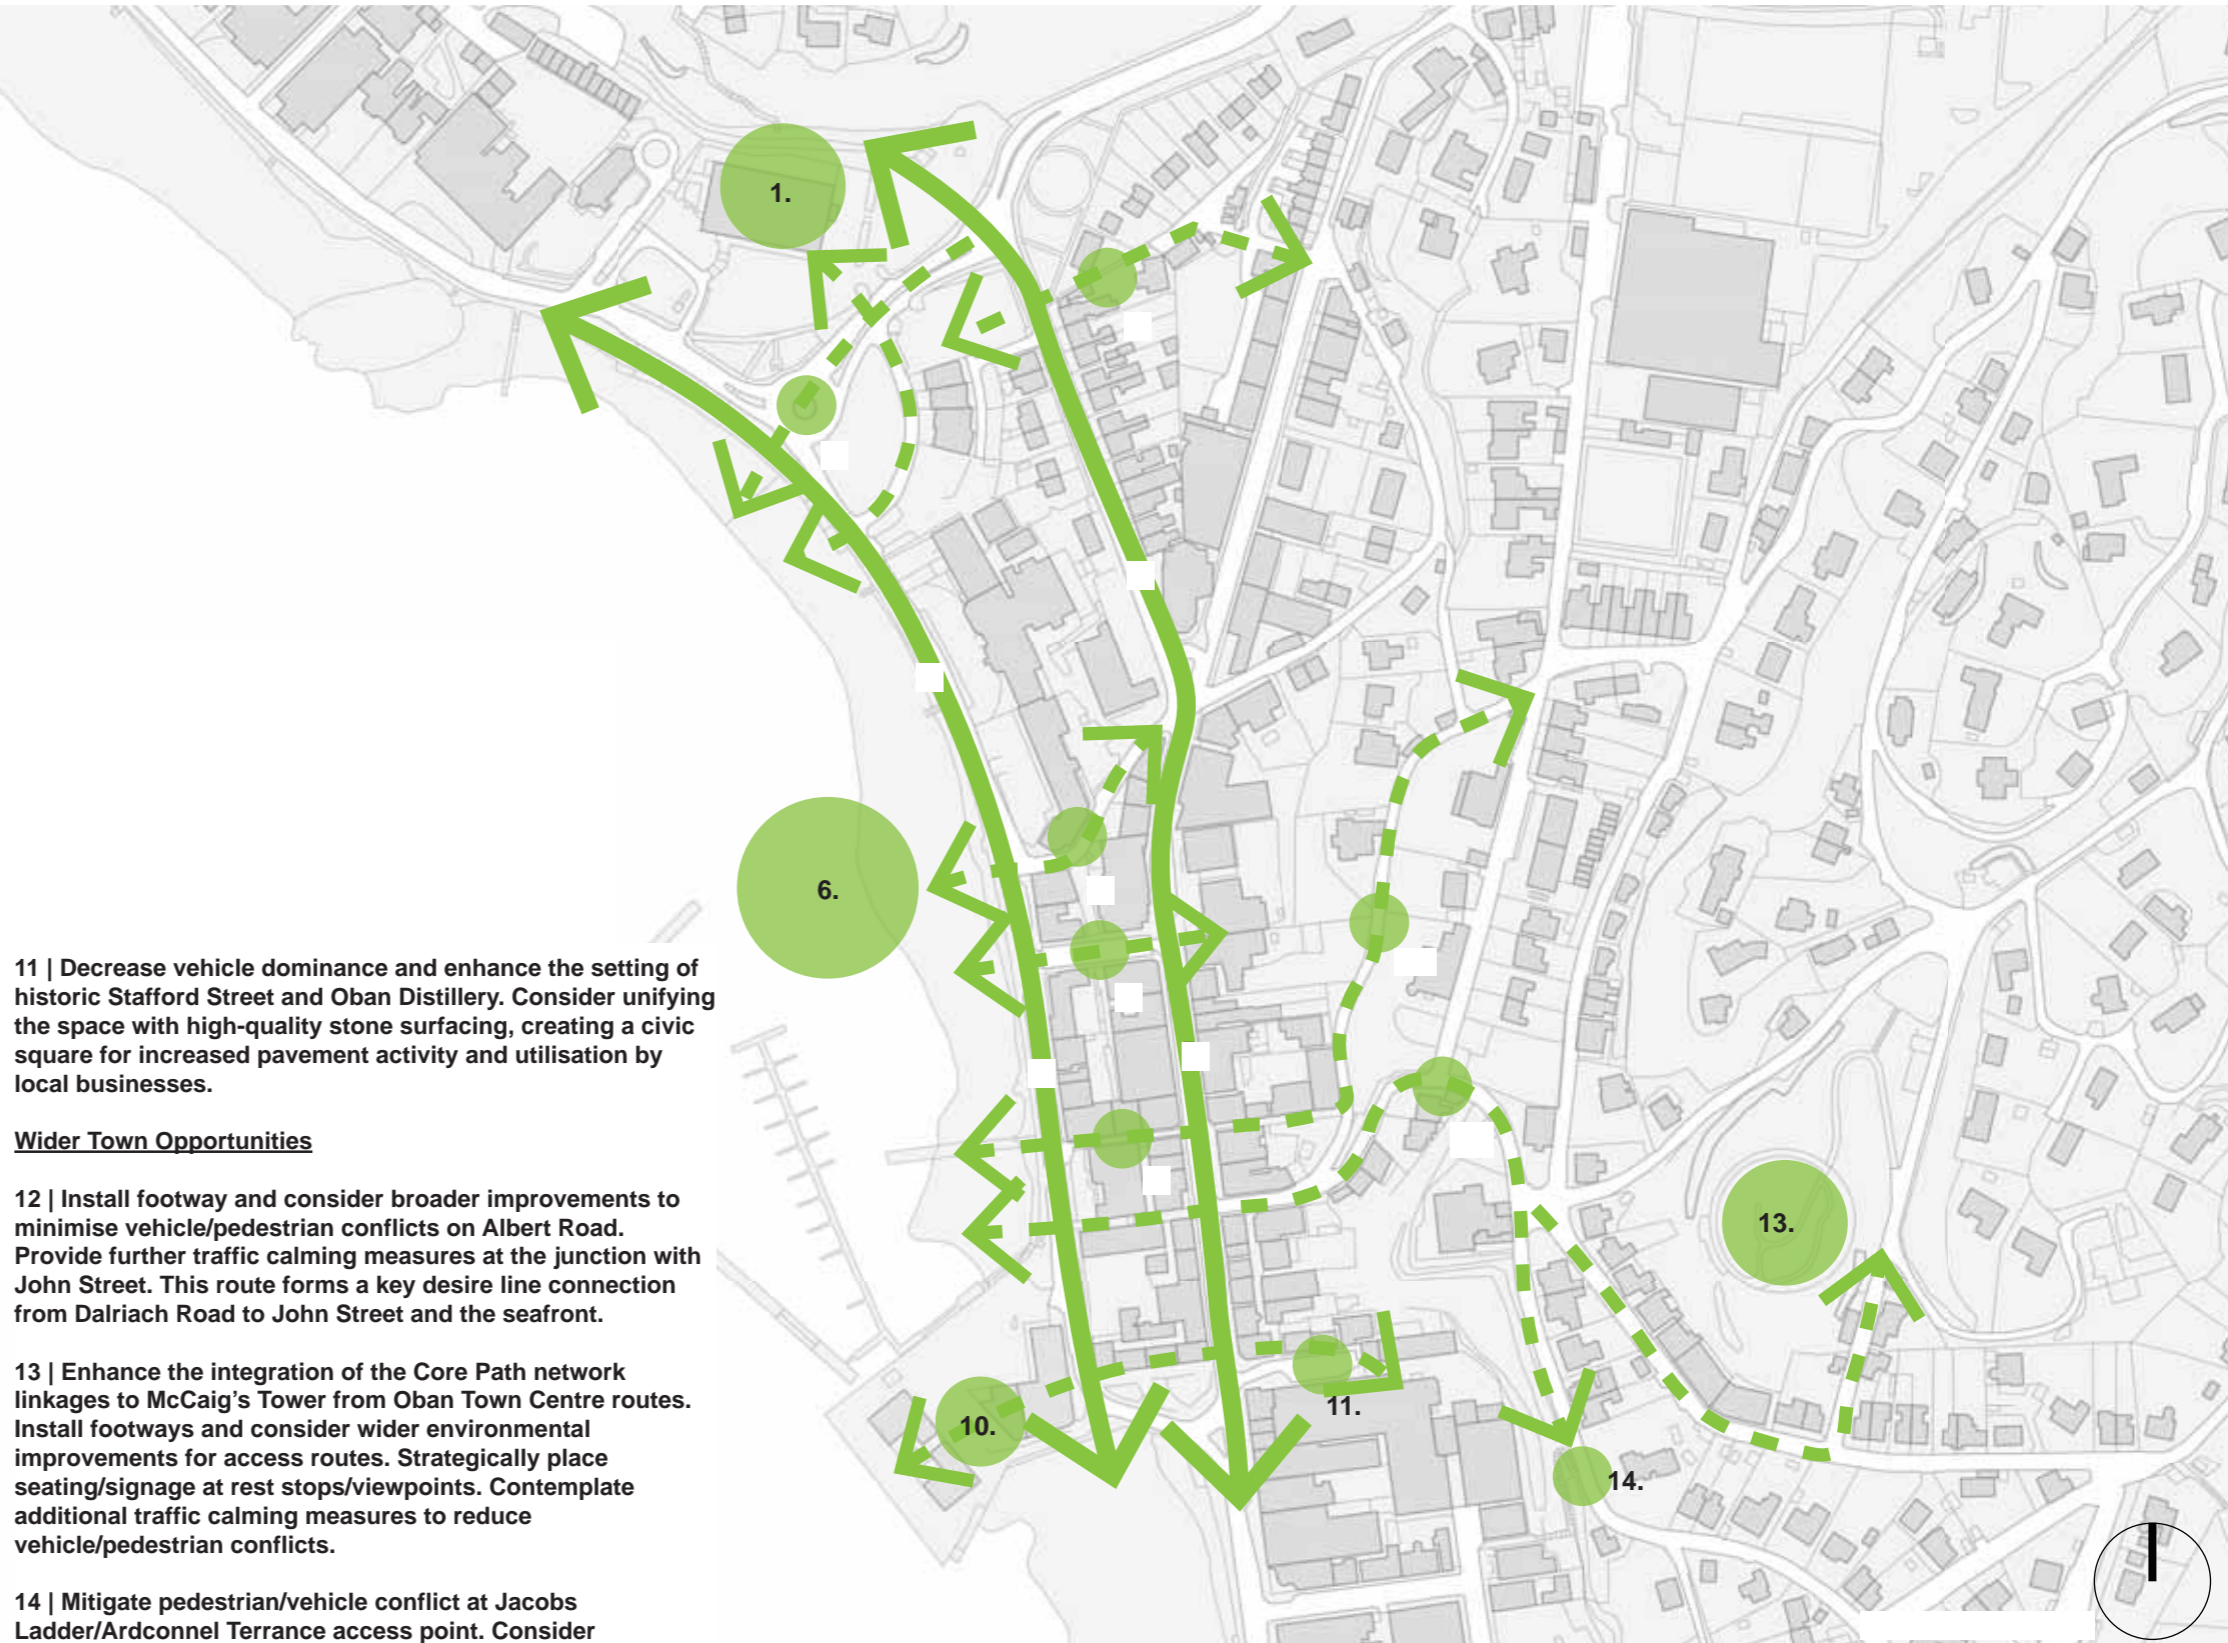 1.
6.
11 | Decrease vehicle dominance and enhance the setting of
historic Stafford Street and Oban Distillery. Consider unifying
the space with high-quality stone surfacing, creating a civic
square for increased pavement activity and utilisation by
local businesses.
Wider Town Opportunities
12 | Install footway and consider broader improvements to
minimise vehicle/pedestrian conflicts on Albert Road.
Provide further traffic calming measures at the junction with
John Street. This route forms a key desire line connection
from Dalriach Road to John Street and the seafront.
13 | Enhance the integration of the Core Path network
linkages to McCaig's Tower from Oban Town Centre routes.
Install footways and consider wider environmental
improvements for access routes. Strategically place
seating/signage at rest stops/viewpoints. Contemplate
additional traffic calming measures to reduce
vehicle/pedestrian conflicts.
14 | Mitigate pedestrian/vehicle conflict at Jacobs
Ladder/Ardconnel Terrance access point. Consider
13.
11.
10.
14.